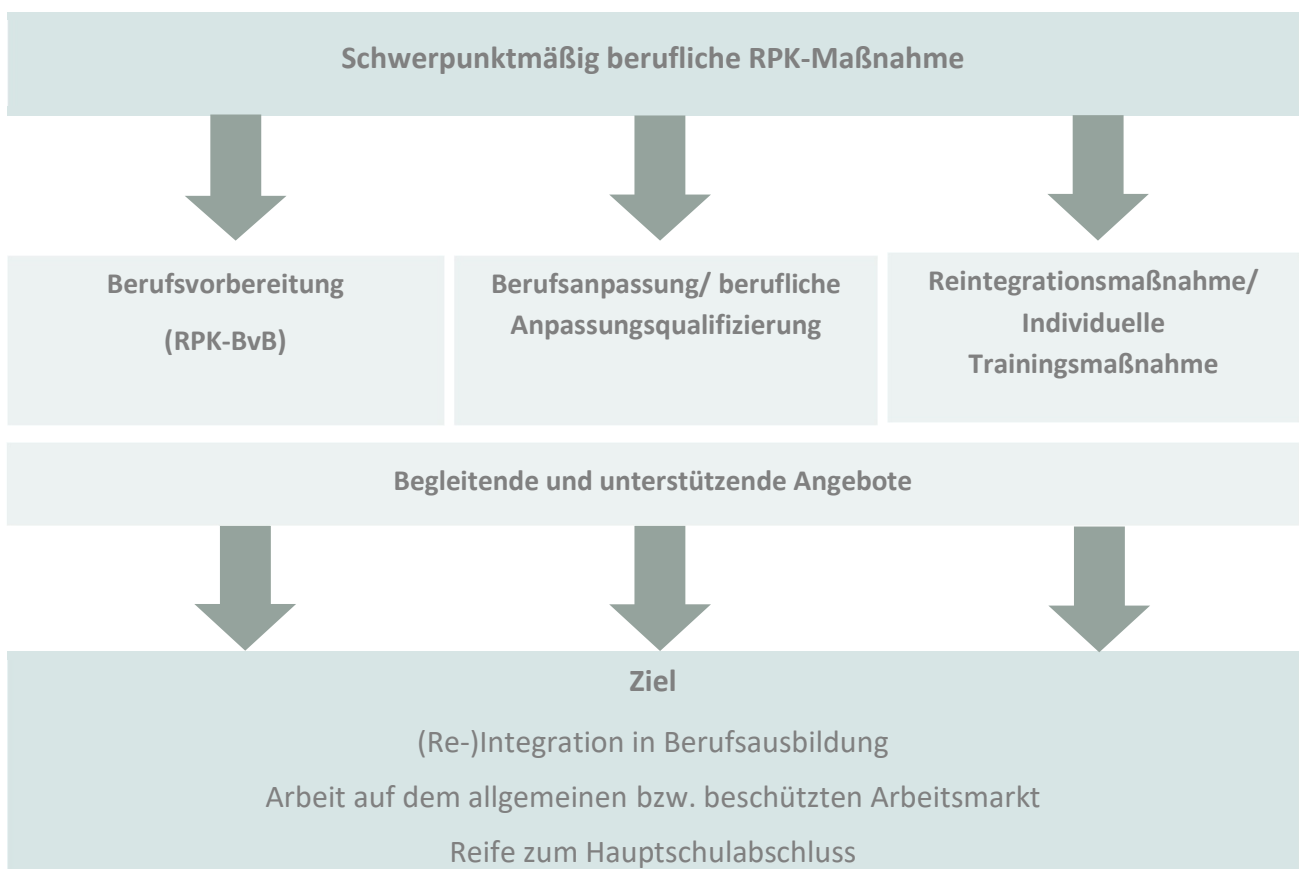 Schwerpunktmäßig berufliche RPK-Maßnahme
Berufsvorbereitung
(RPK-BvB)
Berufsanpassung/ berufliche
Anpassungsqualifizierung
Reintegrationsmaßnahme/
Individuelle
Trainingsmaßnahme
Begleitende und unterstützende Angebote
Ziel
(Re-)Integration in Berufsausbildung
Arbeit auf dem allgemeinen bzw. beschützten Arbeitsmarkt
Reife zum Hauptschulabschluss